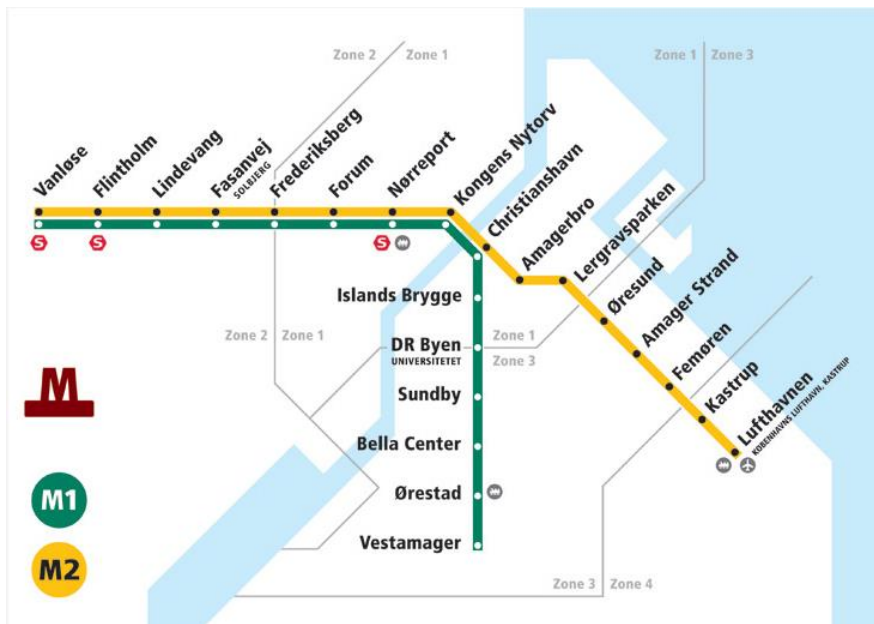 Zone 2
Zone 1
Zone 1
Zone 3
Vanløse
Flintholm
Lindevang
Fasanvej
SOLBJERG
Frederiksberg
Forum
Nørreport
Kongens Nytorv
Christianshavn
Amagerbro
Lergravsparken
Øresund
Amager Strand
Femøren
Kastrup
Lufthavnen
KØBENHAVNS LUFTHAVN, KASTRUP
S
S
S
Islands Brygge
Zone 2
Zone 1
DR Byen
UNIVERSITETET
Zone 1
Zone 3
Sundby
Bella Center
Ørestad
Vestamager
M
M1
M2
Zone 3
Zone 4